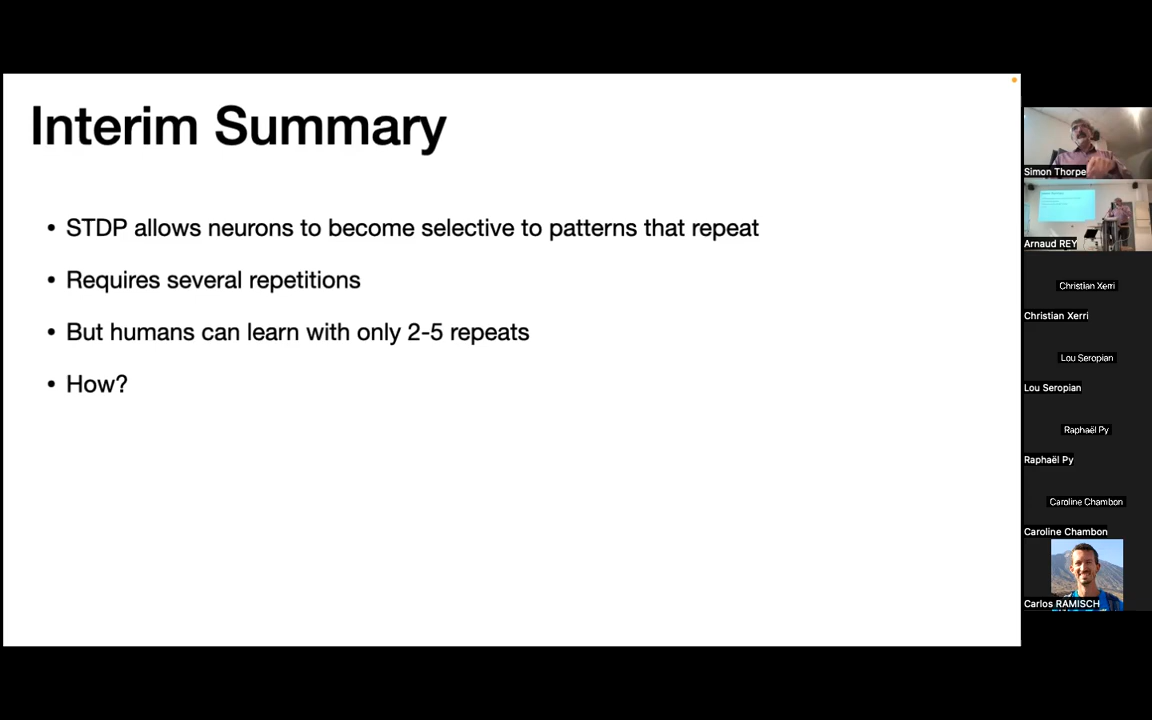 Interim Summary
• STDP allows neurons to become selective to patterns that repeat
• Requires several repetitions
• But humans can learn with only 2-5 repeats
• How?
Simon Thorpe
Arnaud REY
Christian Xerri
Christian Xerri
Lou Seropian
Lou Seropian
Raphaël Py
Raphaël Py
Caroline Chambon
Caroline Chambon
Carlos RAMISCH